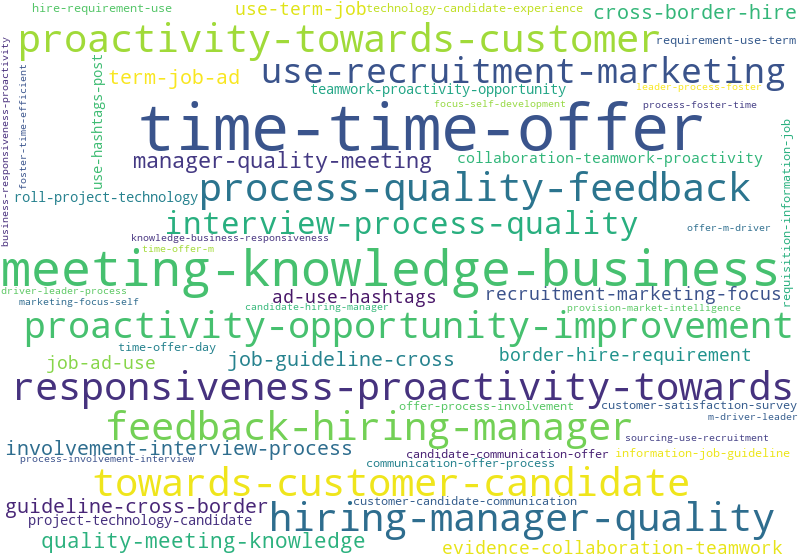 hire-requirement-use
use-term-job
technology-candidate-experience
cross-border-hire
proactivity-towards-customer
requirement-use-term
use-recruitment-marketing
term-job-ad
teamwork-proactivity-opportunity
leader-process-foster
business-responsiveness-proactivity
foster-time-efficient
use-hashtags-post
focus-self-development
process-foster-time
time-time-offer
manager-quality-meeting
collaboration-teamwork-proactivity
requisition-information-job
roll-project-technology
process-quality-feedback
interview-process-quality
offer-m-driver
knowledge-business-responsiveness
time-offer-m
meeting-knowledge-business
driver-leader-process
ad-use-hashtags
recruitment-marketing-focus
marketing-focus-self
candidate-hiring-manager
provision-market-intelligence
proactivity-opportunity-improvement
time-offer-day
job-ad-use
job-guideline-cross
border-hire-requirement
responsiveness-proactivity-towards
offer-process-involvement
customer-satisfaction-survey
feedback-hiring-manager
m-driver-leader
sourcing-use-recruitment
involvement-interview-process
candidate-communication-offer
information-job-guideline
process-involvement-interview
communication-offer-process
towards-customer-candidate
guideline-cross-border
customer-candidate-communication
hiring-manager-quality
project-technology-candidate
quality-meeting-knowledge
evidence-collaboration-teamwork